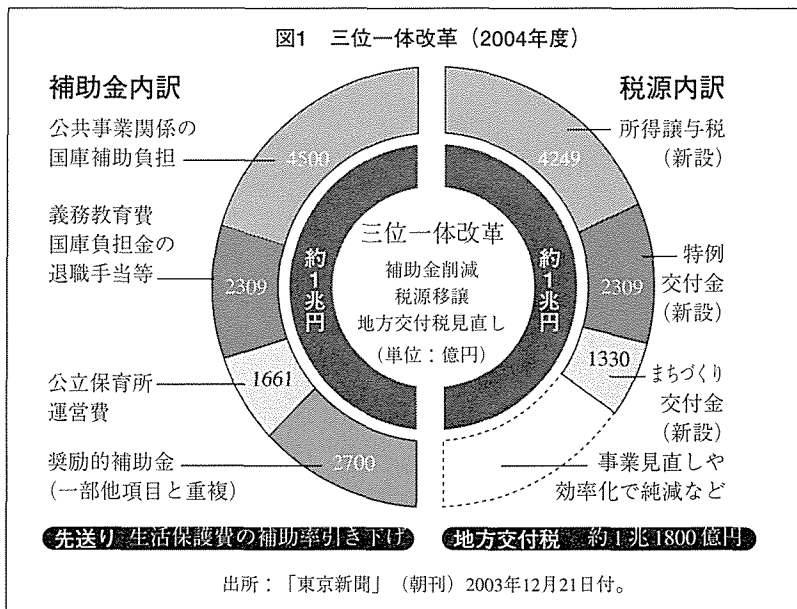 図1 三位一体改革(2004年度)
補助金内訳
公共事業関係の
国庫補助負担
4500
義務教育費
国庫負担金の
退職手当等
2309
公立保育所
運営費
1661
奨励的補助金
(一部他項目と重複)
2700
約1兆円
三位一体改革
補助金削減
税源移譲
地方交付税見直し
(単位:億円)
約1兆円
税源内訳
所得譲与税
(新設)
4249
特例
交付金
(新設)
2309
まちづくり
交付金
(新設)
1330
事業見直しや
効率化で純減など
先送り 生活保護費の補助率引き下げ
地方交付税 約1兆1800億円
出所:「東京新聞」(朝刊)2003年12月21日付。